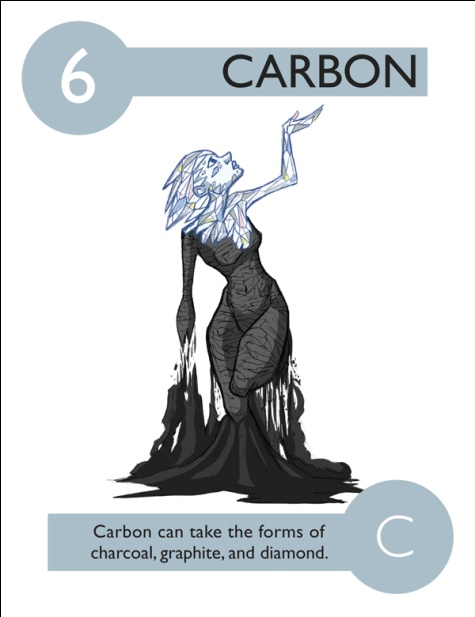 6
CARBON
Carbon can take the forms of
charcoal, graphite, and diamond.
C